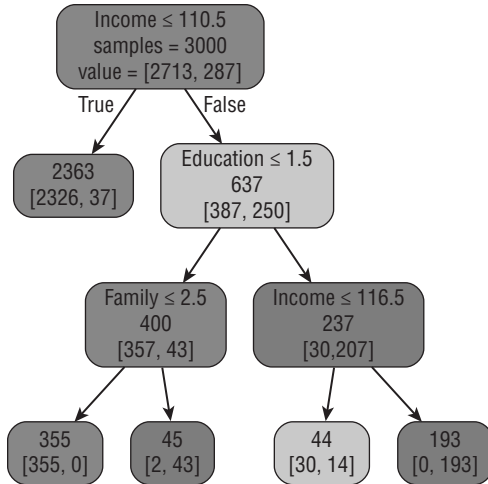 Income ≤ 110.5
samples = 3000
value = [2713, 287]
True
False
2363
[2326, 37]
Education ≤ 1.5
637
[387, 250]
Family ≤ 2.5
400
[357, 43]
Income ≤ 116.5
237
[30,207]
355
[355, 0]
45
[2, 43]
44
[30, 14]
193
[0, 193]